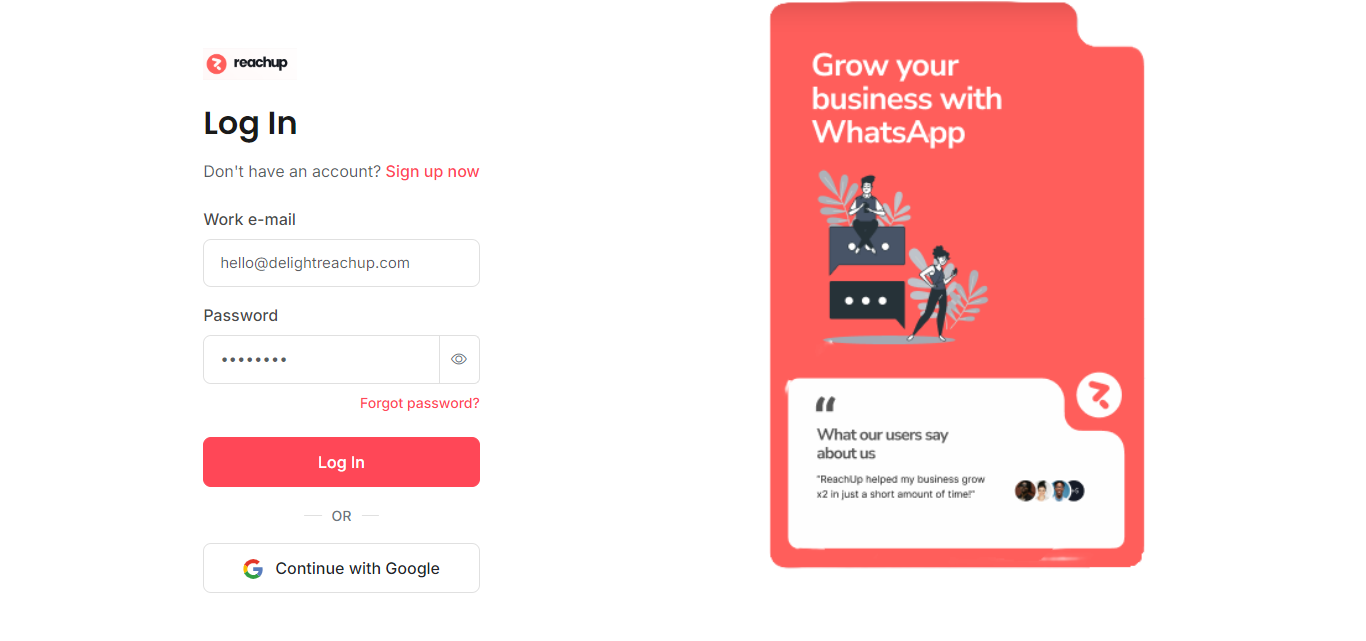 reachup
Log In
Don't have an account? Sign up now
Work e-mail
hello@delightreachup.com
Password
••••••••
Forgot password?
Log In
OR
Continue with Google
Grow your
business with
WhatsApp
“
What our users say
about us
"ReachUp helped my business grow
x2 in just a short amount of time!"